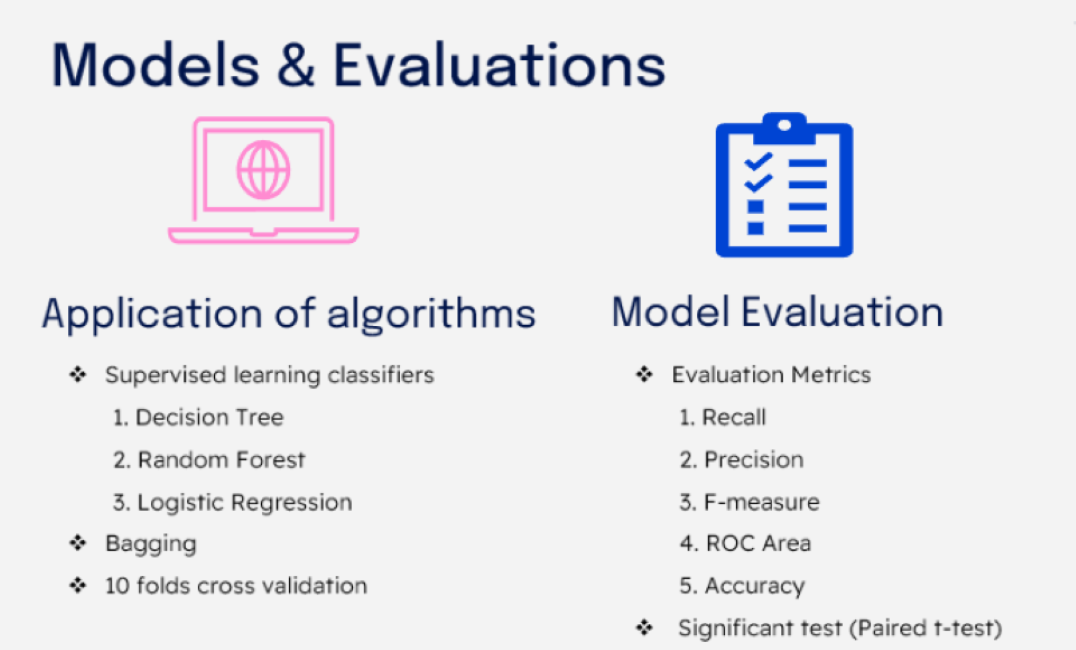 Models & Evaluations
Application of algorithms
❖ Supervised learning classifiers
1. Decision Tree
2. Random Forest
3. Logistic Regression
❖ Bagging
❖ 10 folds cross validation
Model Evaluation
❖ Evaluation Metrics
1. Recall
2. Precision
3. F-measure
4. ROC Area
5. Accuracy
❖ Significant test (Paired t-test)